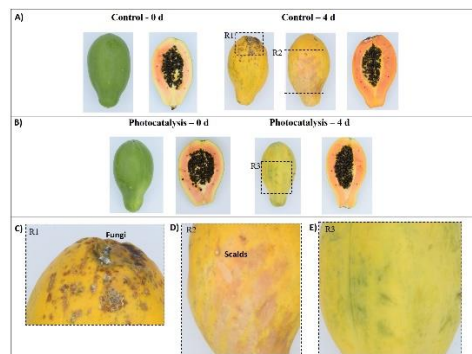 A) Control - 0 d Control – 4 d
R1
R2
B) Photocatalysis – 0 d Photocatalysis – 4 d
R3
C) R1 Fungi D) R2 E) R3
Scalds